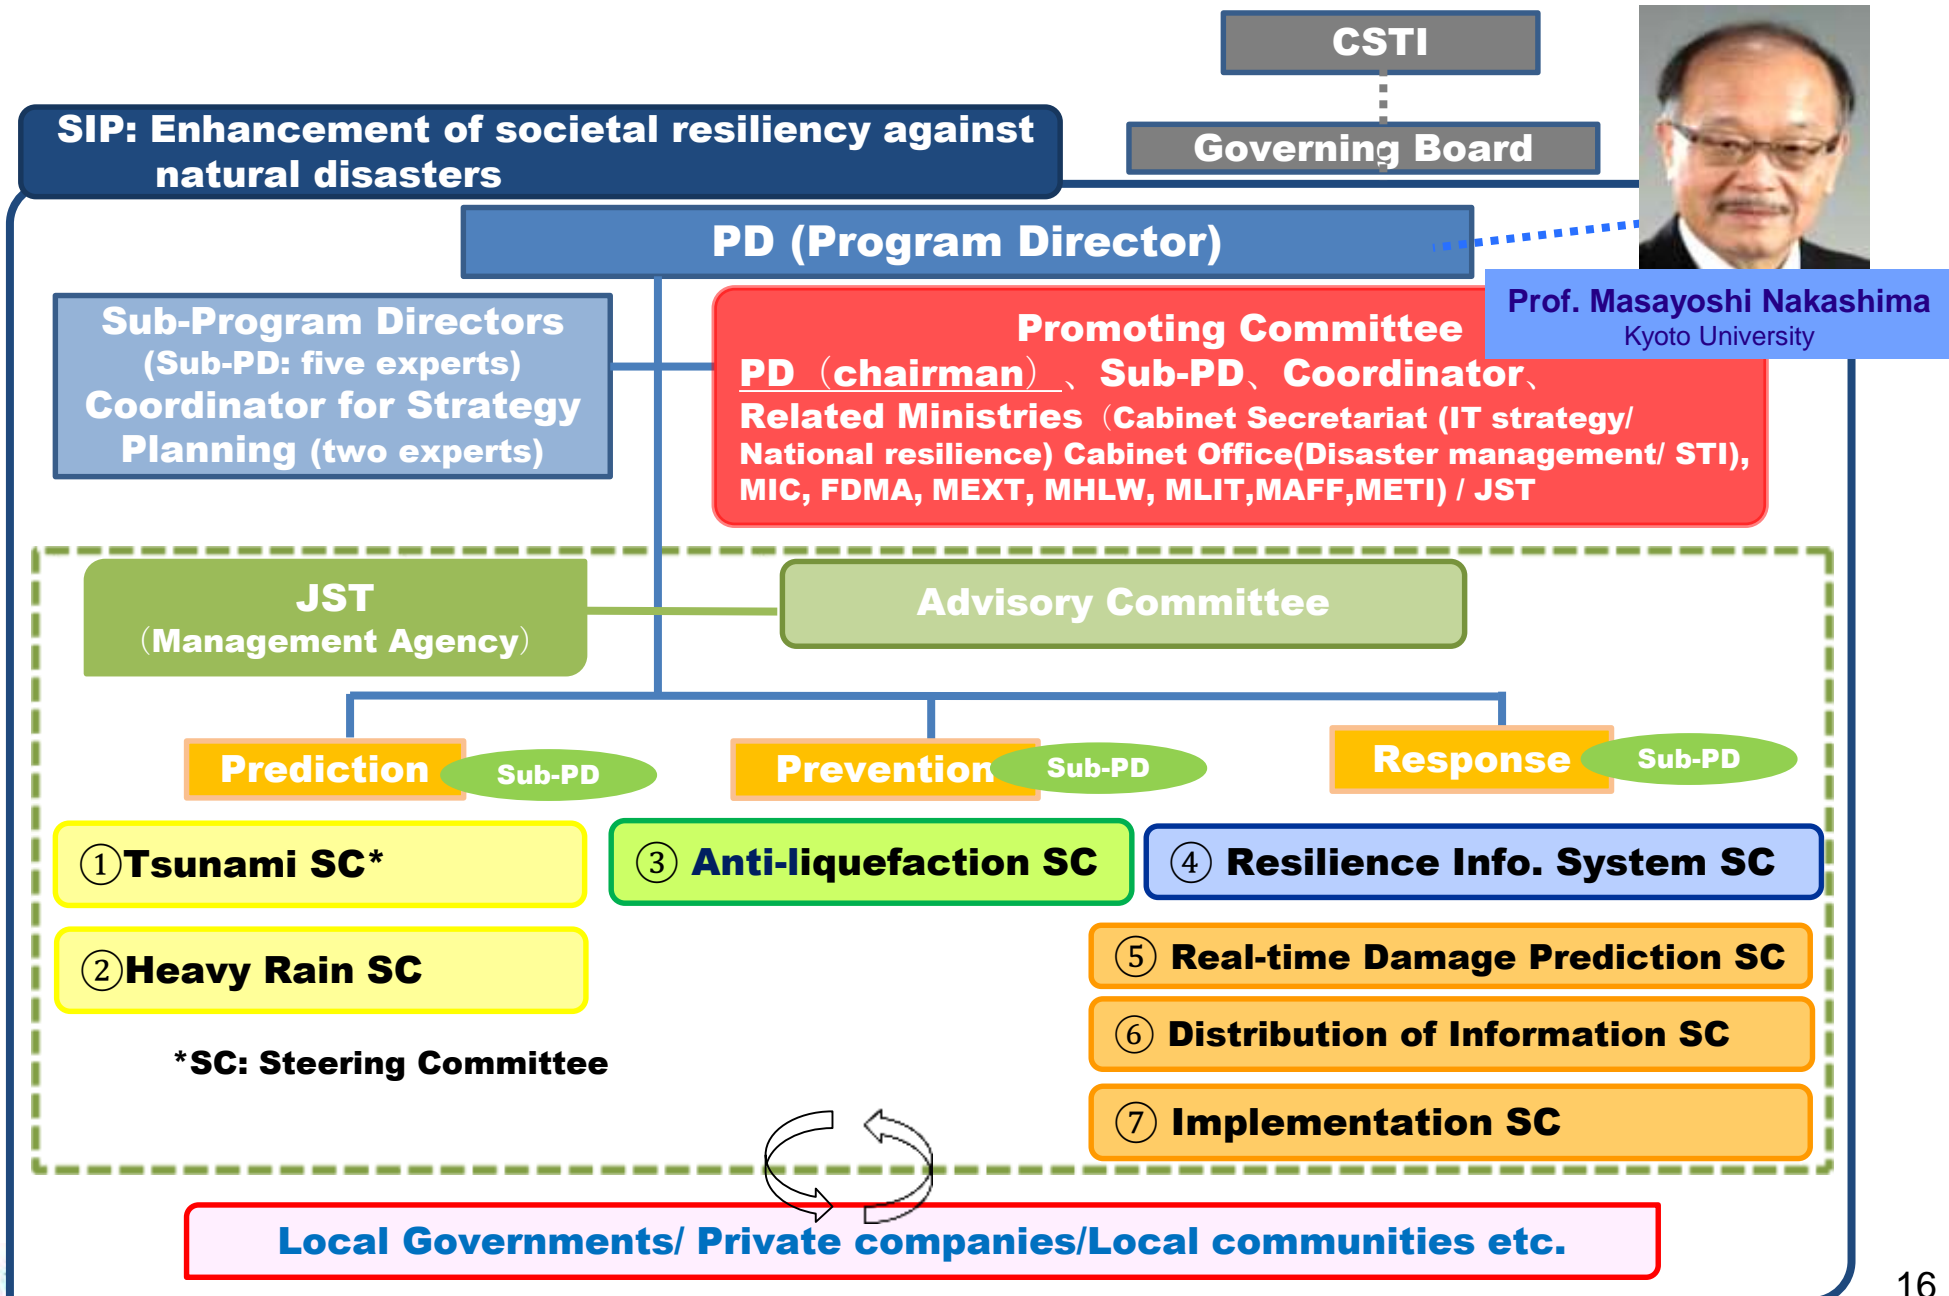 CSTI
Governing Board
SIP: Enhancement of societal resiliency against
natural disasters
PD (Program Director)
Prof. Masayoshi Nakashima
Kyoto University
Sub-Program Directors
(Sub-PD: five experts)
Coordinator for Strategy
Planning (two experts)
Promoting Committee
PD（chairman）、Sub-PD、Coordinator、
Related Ministries（Cabinet Secretariat (IT strategy/
National resilience) Cabinet Office(Disaster management/ STI),
MIC, FDMA, MEXT, MHLW, MLIT,MAFF,METI) / JST
JST
（Management Agency）
Advisory Committee
Prediction
Sub-PD
Prevention
Sub-PD
Response
Sub-PD
①Tsunami SC*
②Heavy Rain SC
*SC: Steering Committee
③ Anti-liquefaction SC
④ Resilience Info. System SC
⑤ Real-time Damage Prediction SC
⑥ Distribution of Information SC
⑦ Implementation SC
Local Governments/ Private companies/Local communities etc.
16